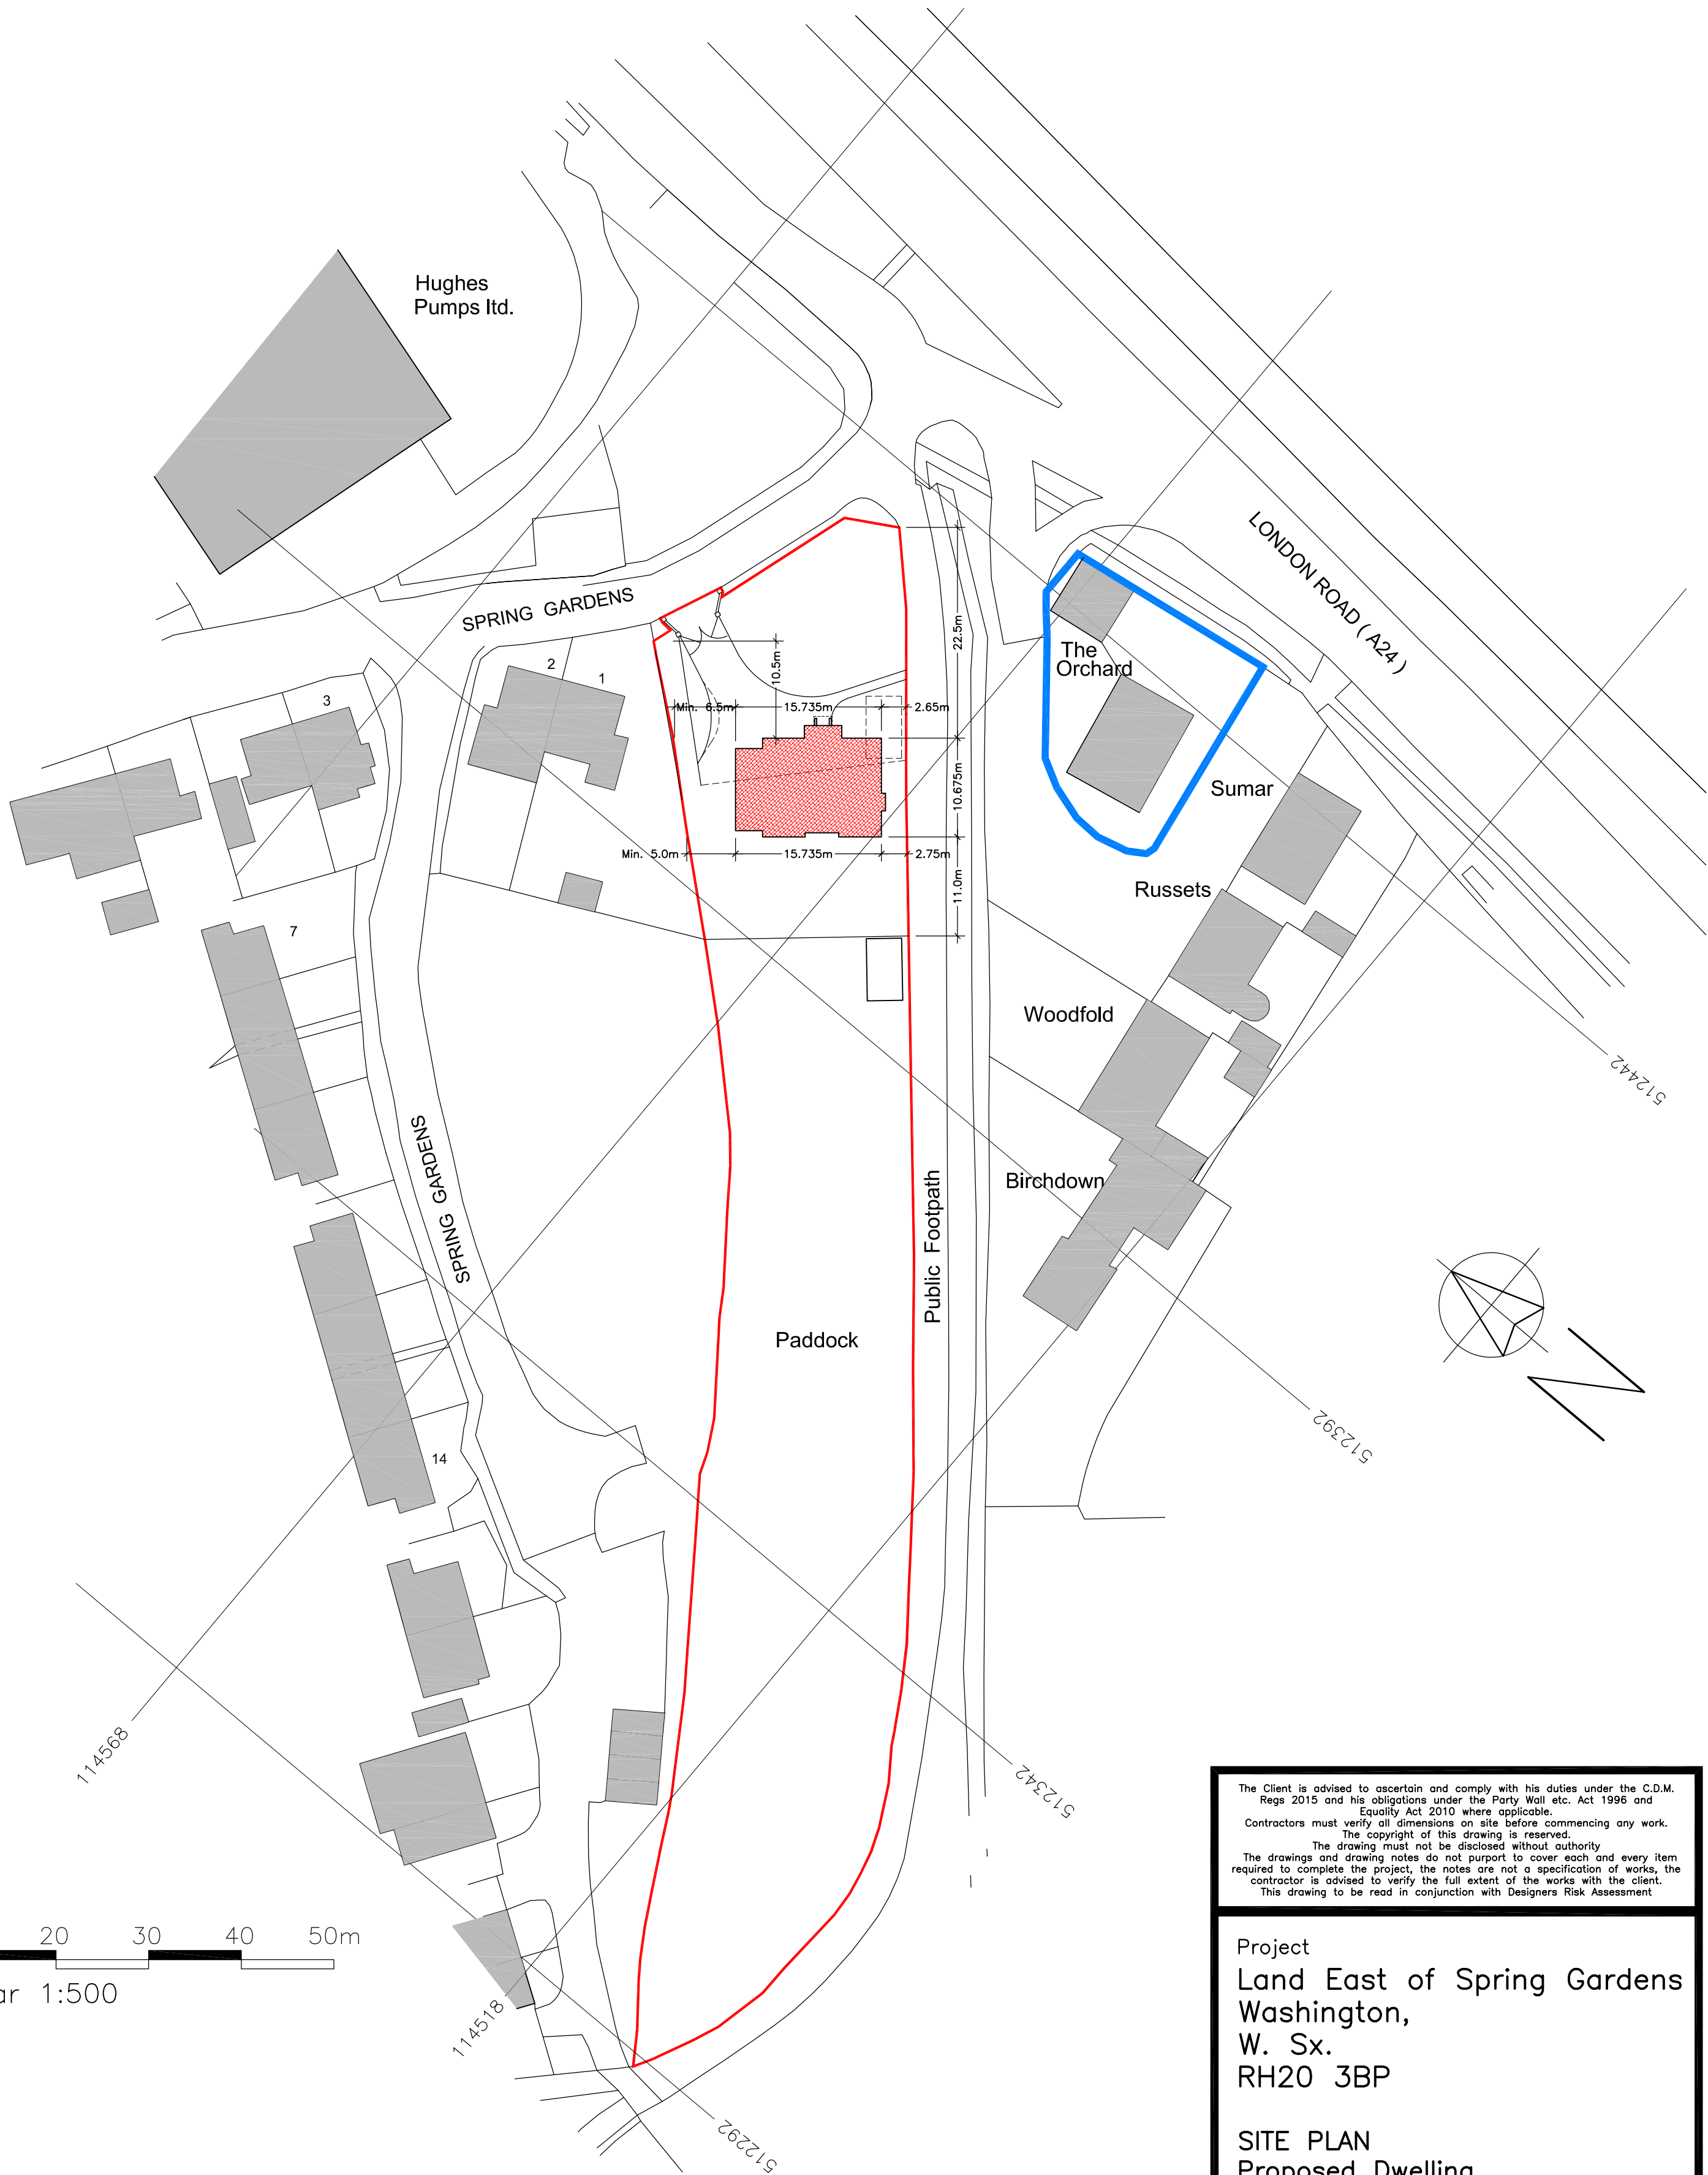 Hughes
Pumps ltd.
SPRING GARDENS
LONDON ROAD ( A24 )
The
Orchard
2
1
3
22.5m
10.5m
Min. 6.5m
15.735m
2.65m
10.675m
Sumar
Min. 5.0m
15.735m
2.75m
11.0m
Russets
7
Woodfold
512442
SPRING GARDENS
Public Footpath
Birchdown
Paddock
512392
14
114568
512342
114518
512292
20 30 40 50m
ar 1:500
The Client is advised to ascertain and comply with his duties under the C.D.M.
Regs 2015 and his obligations under the Party Wall etc. Act 1996 and
Equality Act 2010 where applicable.
Contractors must verify all dimensions on site before commencing any work.
The copyright of this drawing is reserved.
The drawing must not be disclosed without authority
The drawings and drawing notes do not purport to cover each and every item
required to complete the project, the notes are not a specification of works, the
contractor is advised to verify the full extent of the works with the client.
This drawing to be read in conjunction with Designers Risk Assessment
Project
Land East of Spring Gardens
Washington,
W. Sx.
RH20 3BP
SITE PLAN
Proposed Dwelling
N